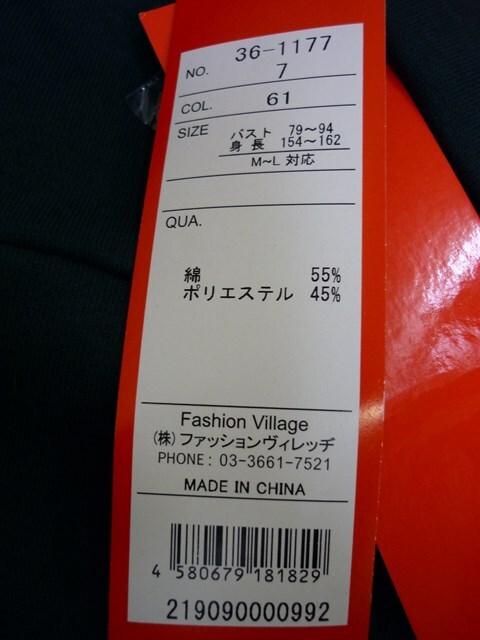 NO. 36-1177
7
COL. 61
SIZE バスト 79~94
身長 154~162
M~L 対応
QUA.
綿 55%
ポリエステル 45%
Fashion Village
(株)ファッションヴィレッヂ
PHONE: 03-3661-7521
MADE IN CHINA
4 580679 181829
219090000992